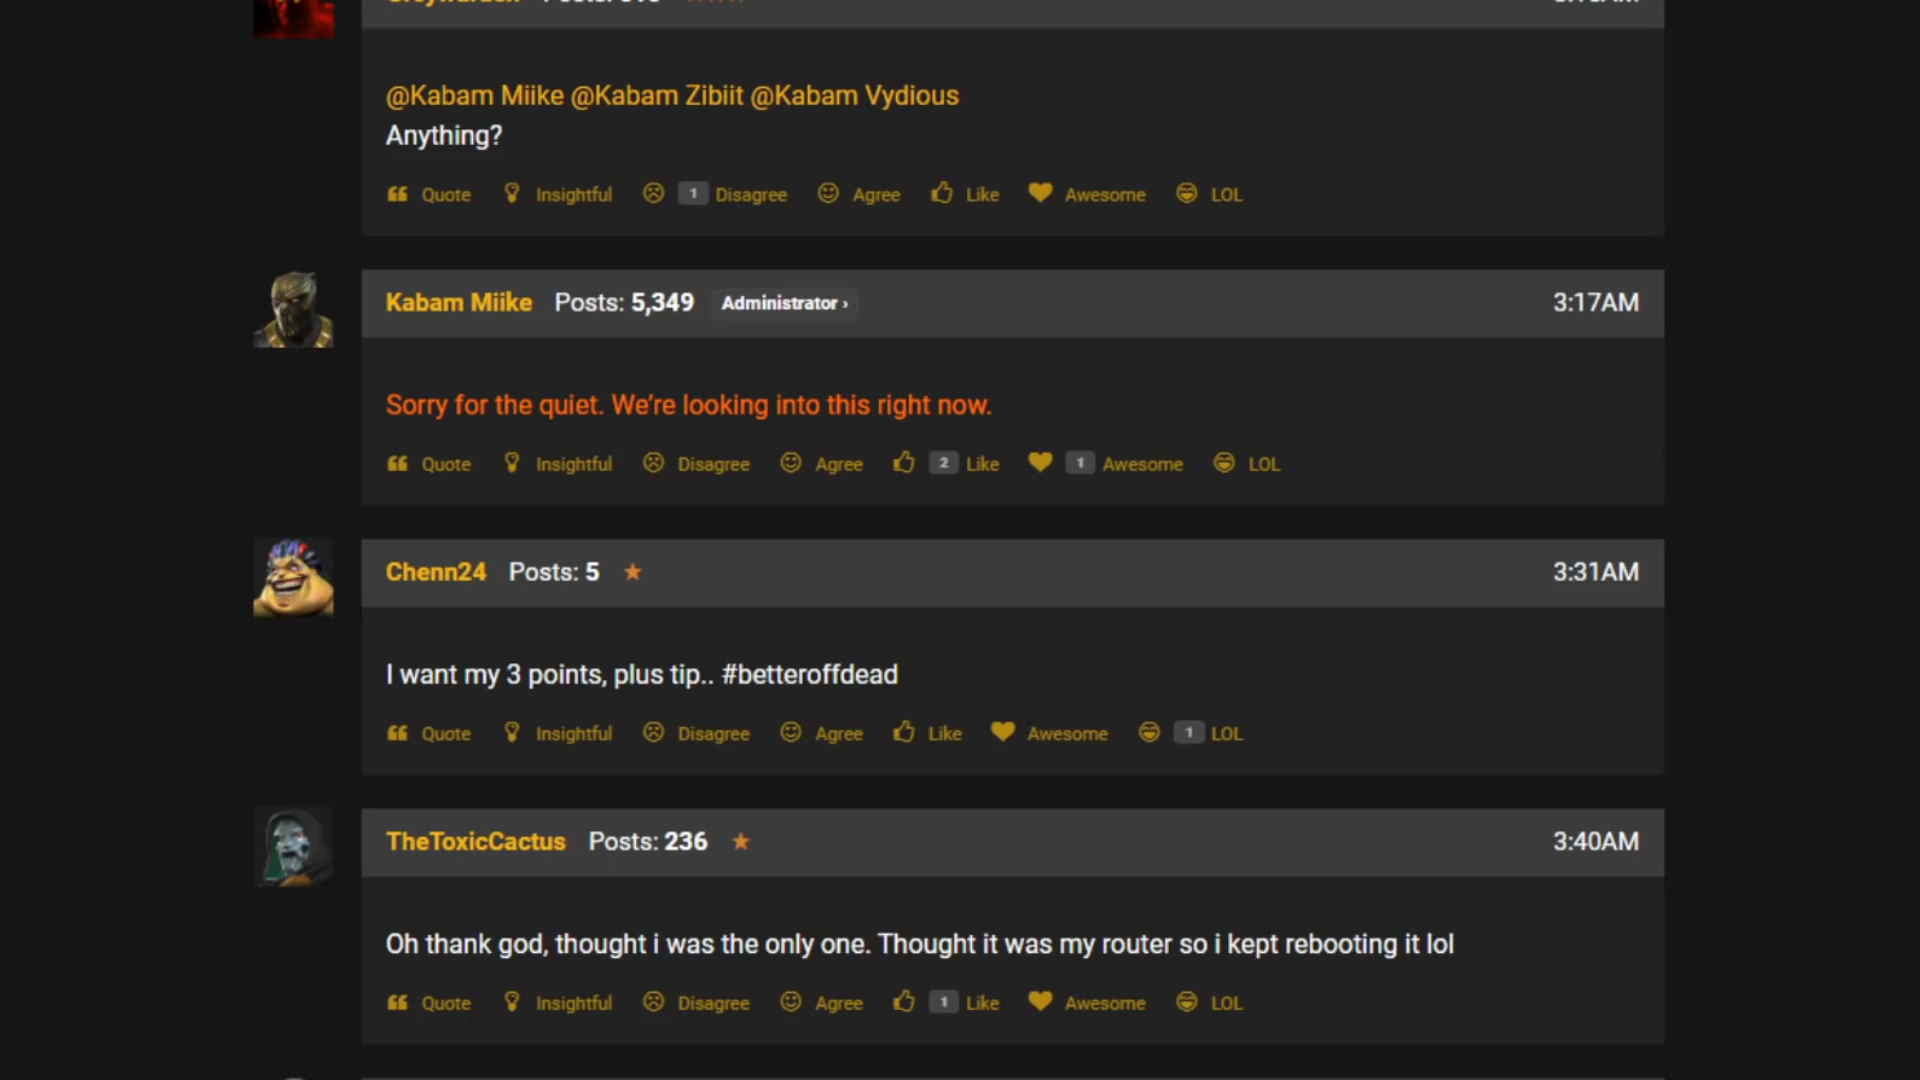 @Kabam Miike @Kabam Zibiit @Kabam Vydious
Anything?
Quote Insightful 1 Disagree Agree Like Awesome LOL
Kabam Miike Posts: 5,349 Administrator › 3:17AM
Sorry for the quiet. We’re looking into this right now.
Quote Insightful Disagree Agree 2 Like 1 Awesome LOL
Chenn24 Posts: 5 3:31AM
I want my 3 points, plus tip.. #betteroffdead
Quote Insightful Disagree Agree Like Awesome 1 LOL
TheToxicCactus Posts: 236 3:40AM
Oh thank god, thought i was the only one. Thought it was my router so i kept rebooting it lol
Quote Insightful Disagree Agree 1 Like Awesome LOL